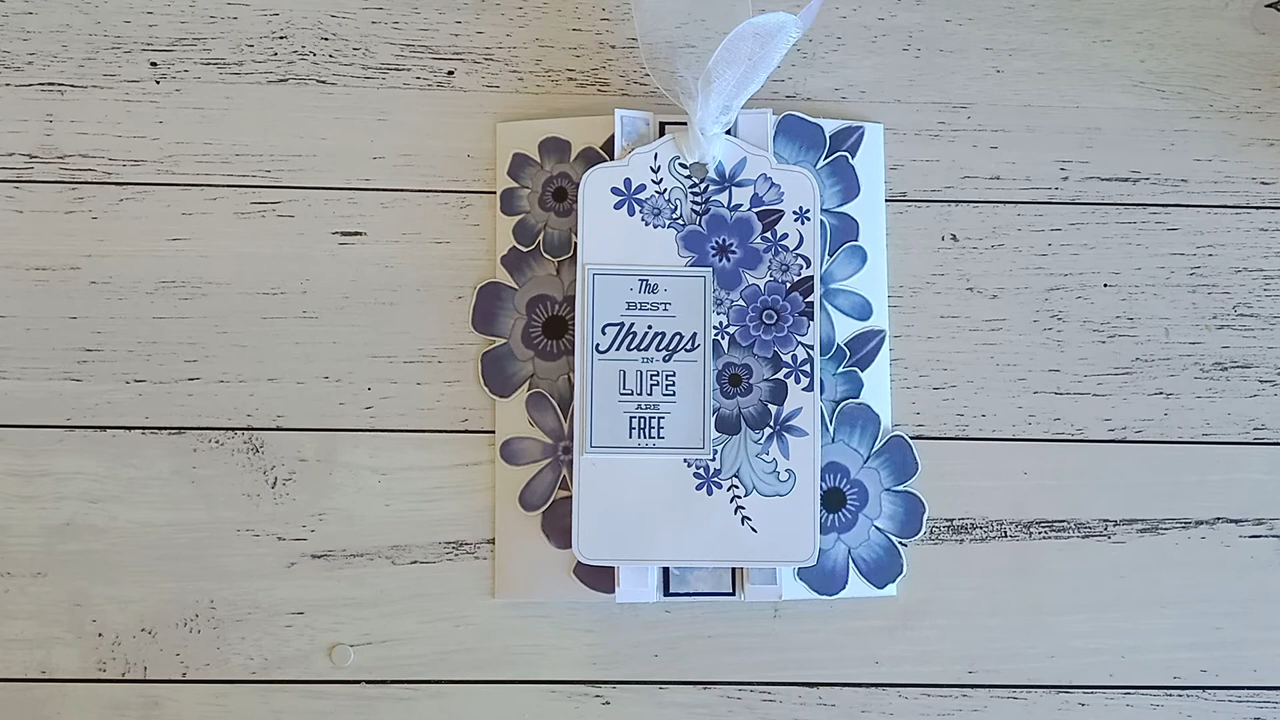 · The ·
BEST
Things
-IN-
LIFE
ARE
FREE